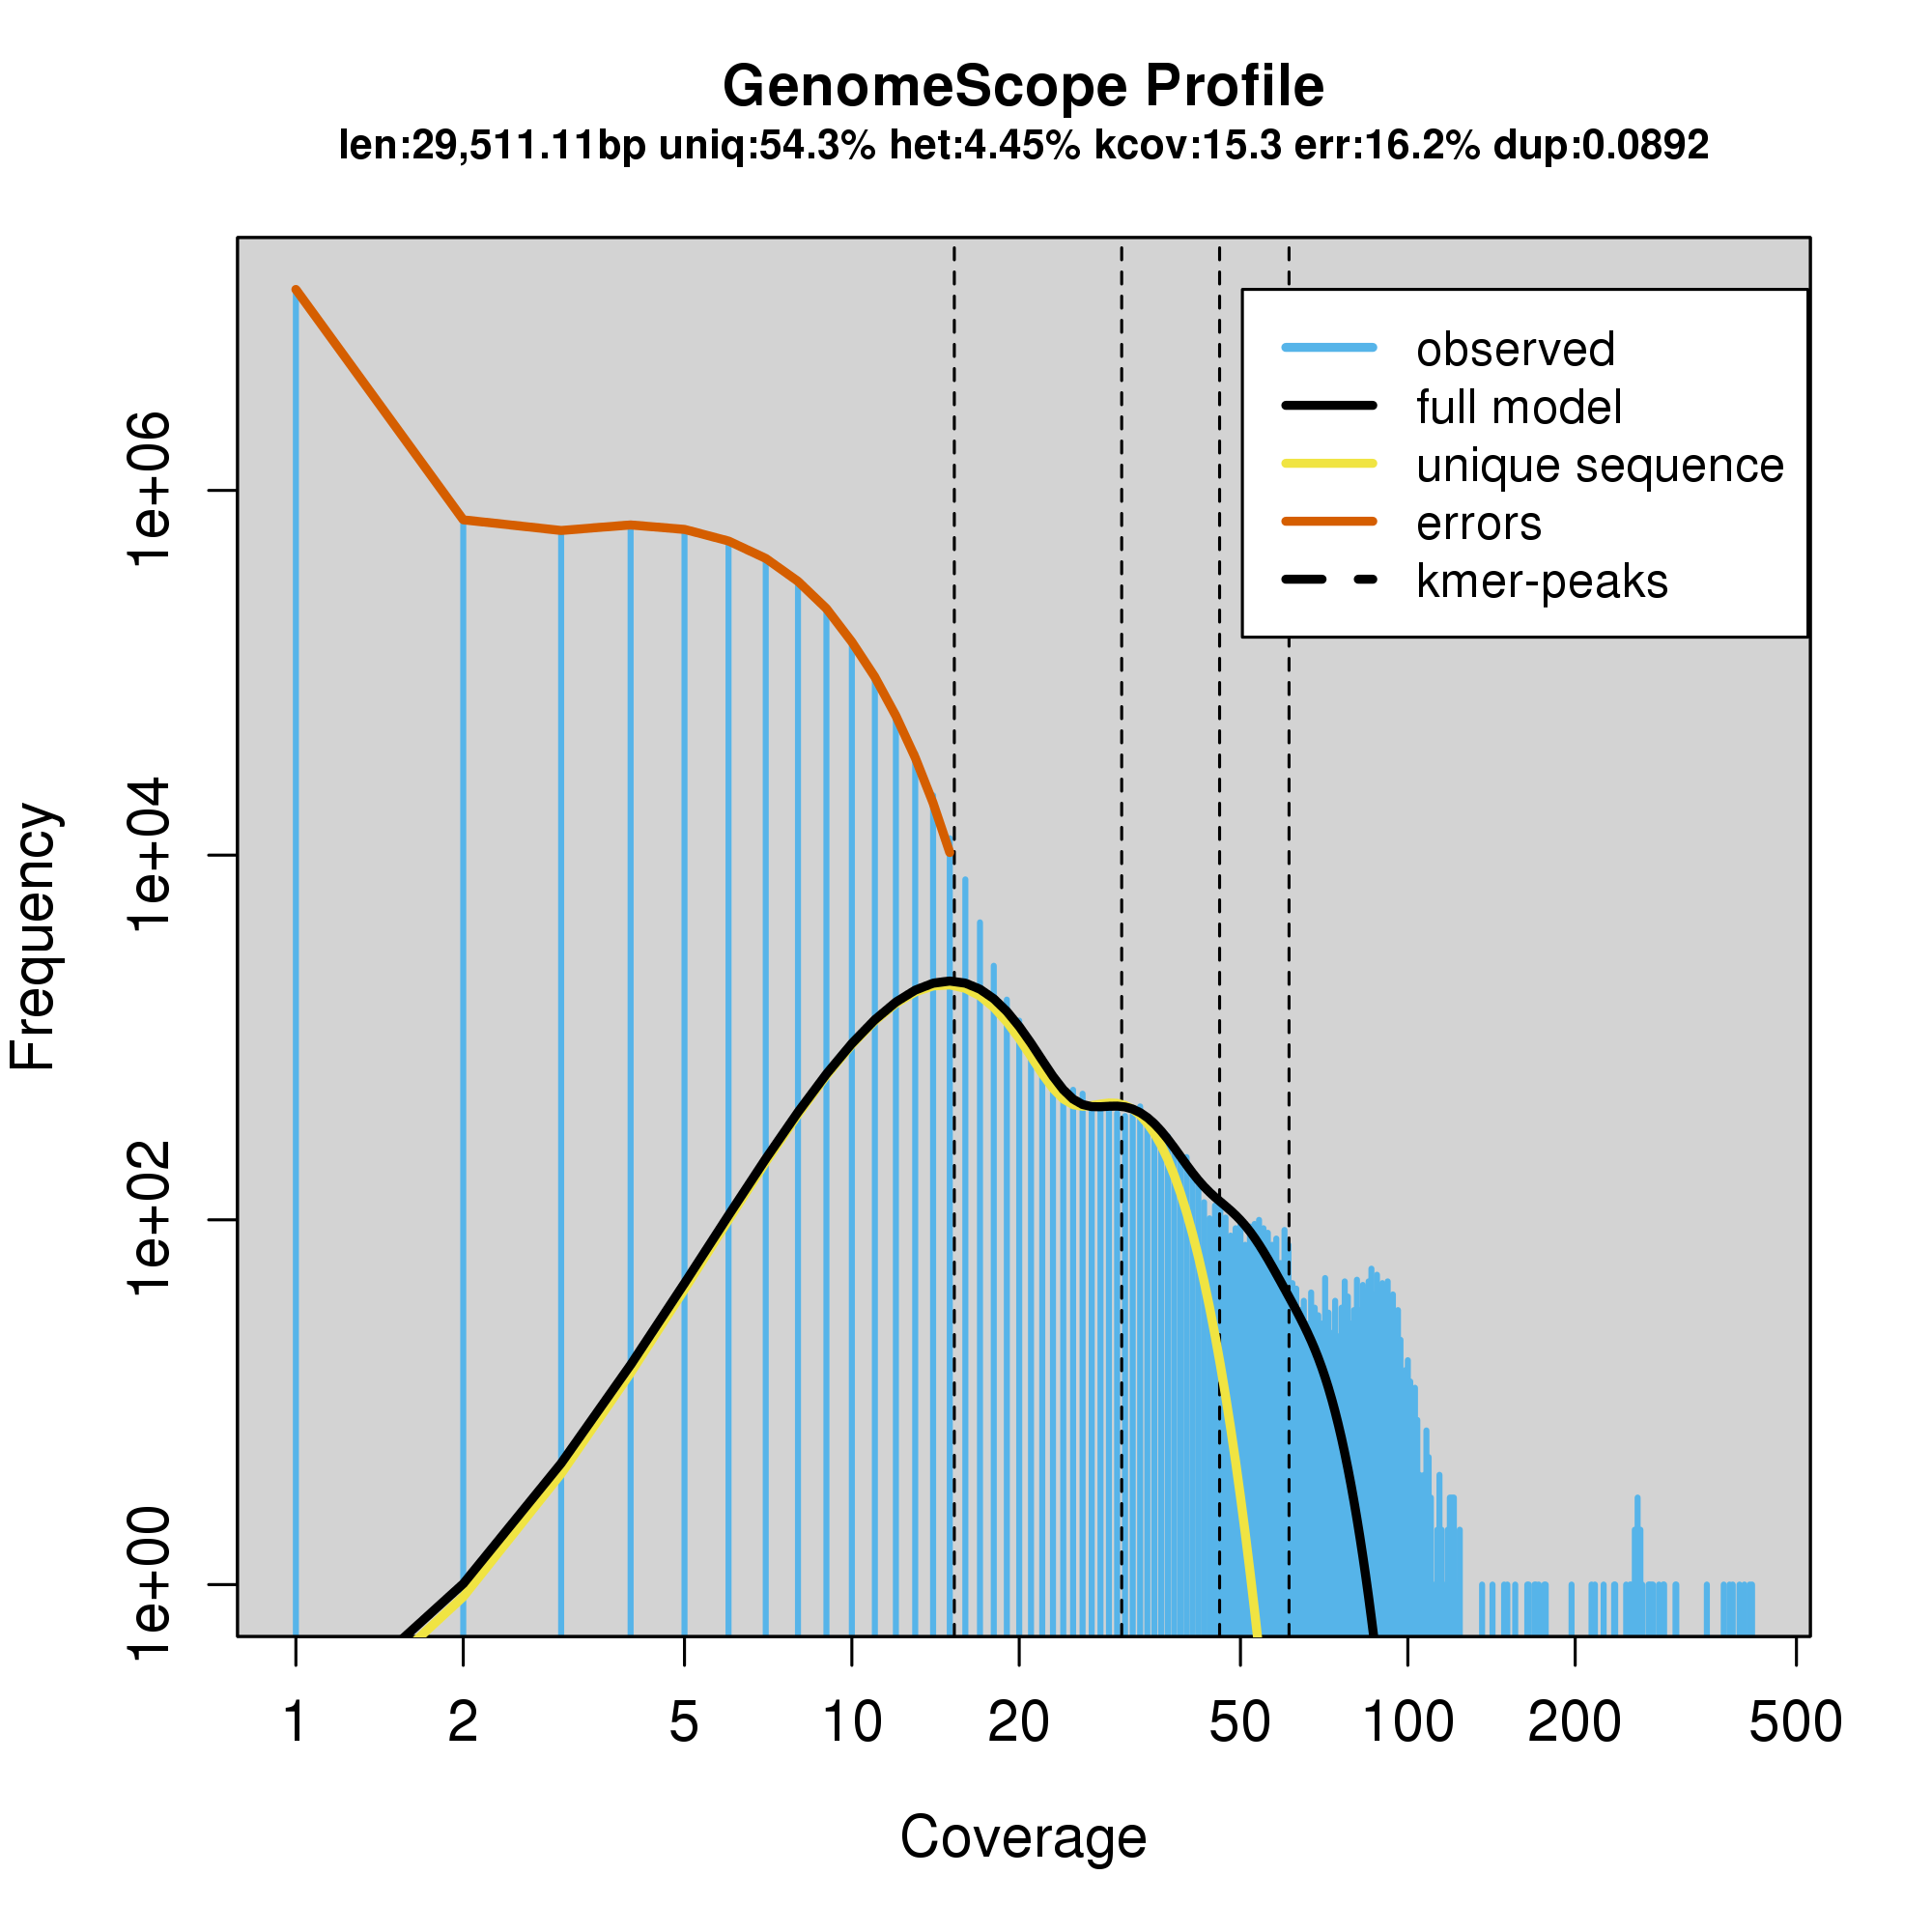 GenomeScope Profile
len:29,511.11bp uniq:54.3% het:4.45% kcov:15.3 err:16.2% dup:0.0892
observed
full model
unique sequence
errors
kmer-peaks
Frequency
1e+06
1e+04
1e+02
1e+00
1 2 5 10 20 50 100 200 500
Coverage